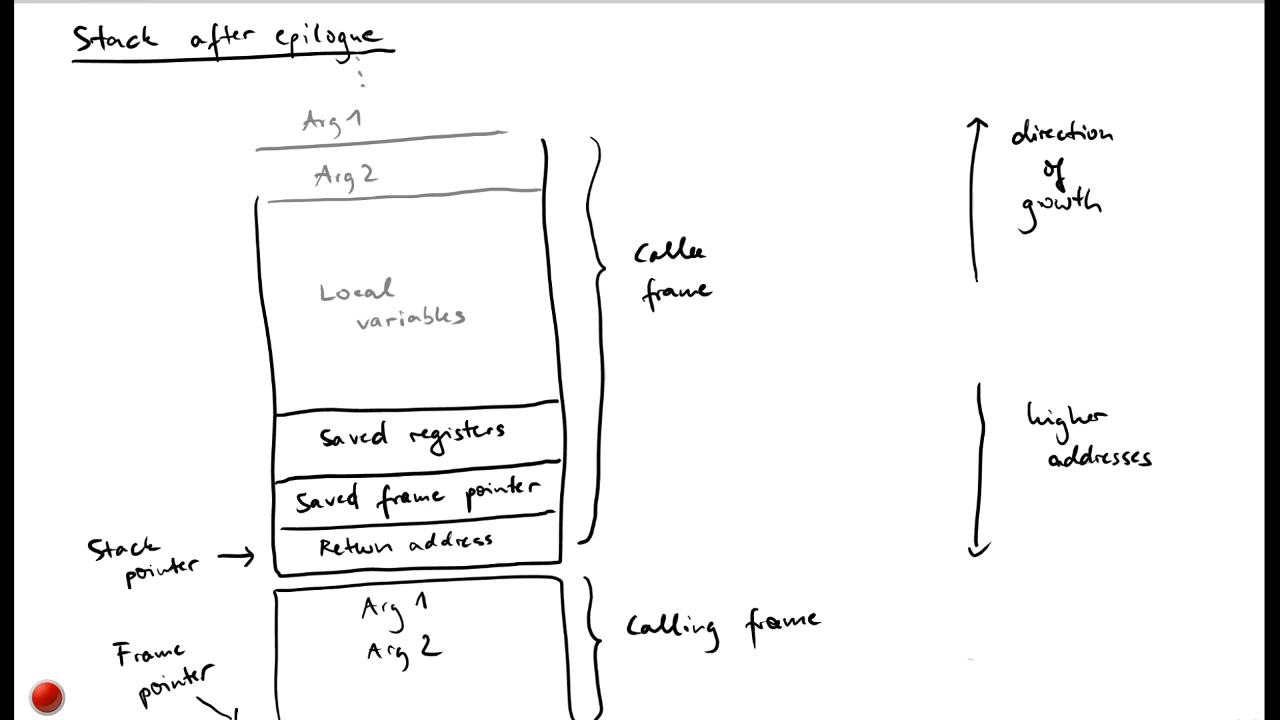 Stack after epilogue
Arg 1
Arg 2
direction
of
growth
Callee
frame
Local
variables
higher
addresses
Saved registers
Saved frame pointer
Return address
Stack
pointer
Arg 1
Arg 2
Calling frame
Frame
pointer